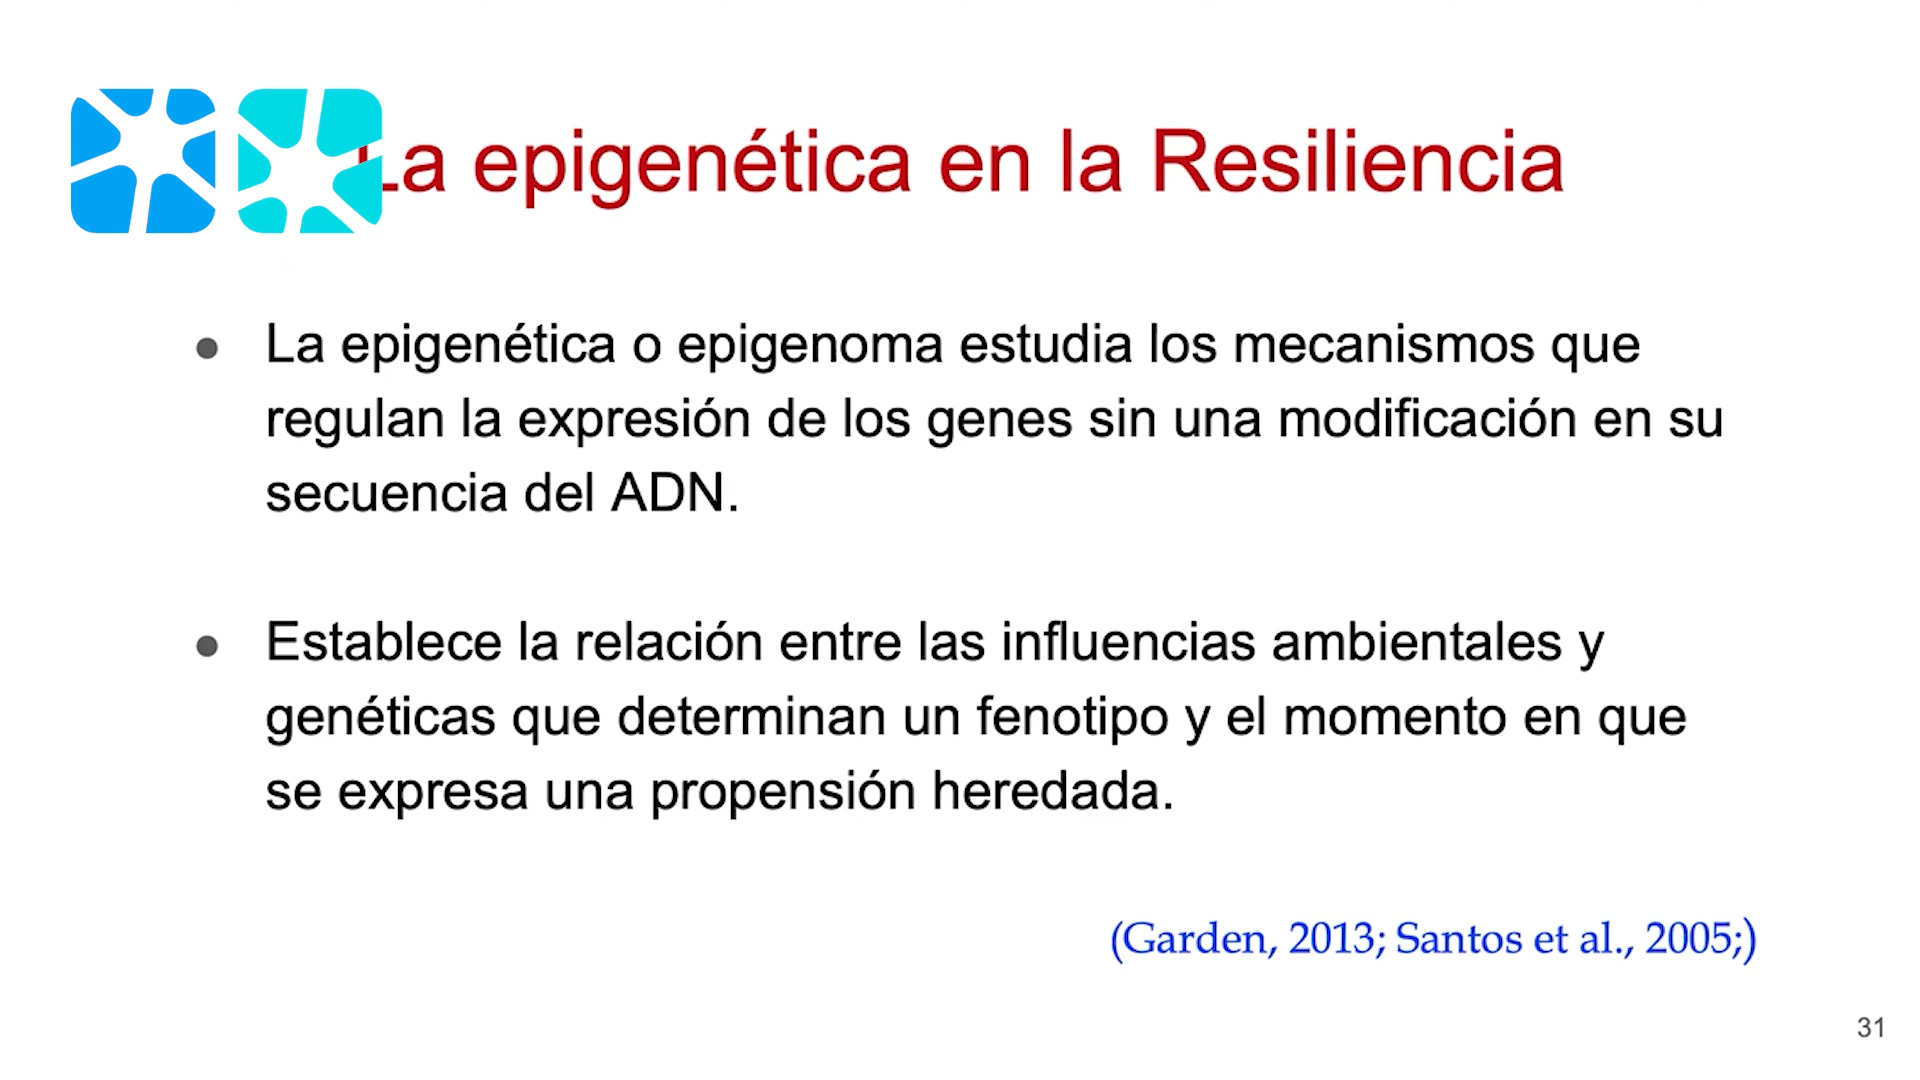 La epigenética en la Resiliencia
● La epigenética o epigenoma estudia los mecanismos que
regulan la expresión de los genes sin una modificación en su
secuencia del ADN.
● Establece la relación entre las influencias ambientales y
genéticas que determinan un fenotipo y el momento en que
se expresa una propensión heredada.
(Garden, 2013; Santos et al., 2005;)
31